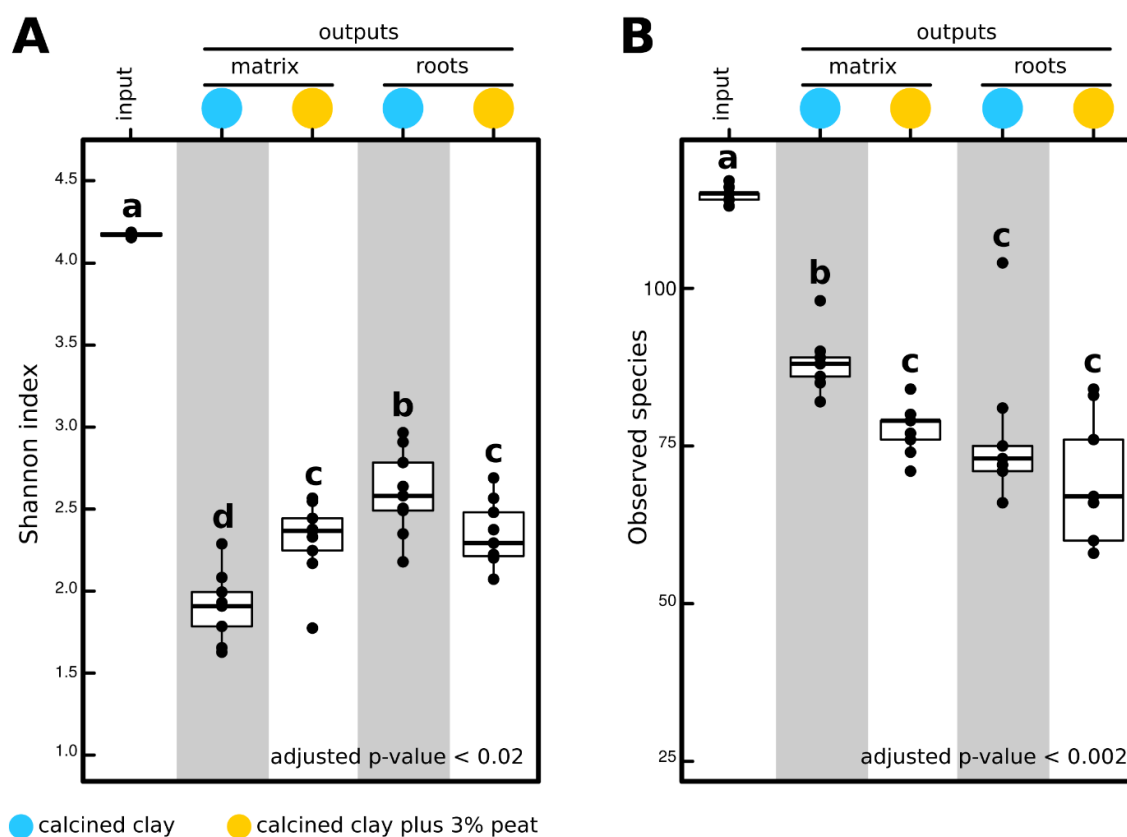 A
outputs
matrix
roots
input
4.5
4.0
3.5
3.0
2.5
2.0
1.5
1.0
Shannon index
a
d
c
b
c
adjusted p-value < 0.02
B
outputs
matrix
roots
input
100
75
50
25
Observed species
a
b
c
c
c
adjusted p-value < 0.002
calcined clay
calcined clay plus 3% peat